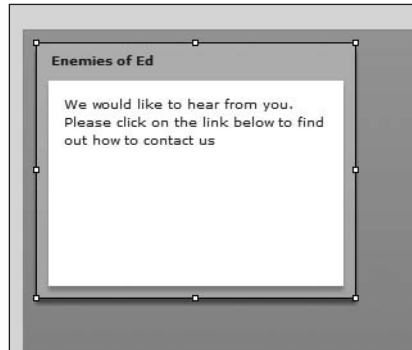 Enemies of Ed
We would like to hear from you.
Please click on the link below to find
out how to contact us